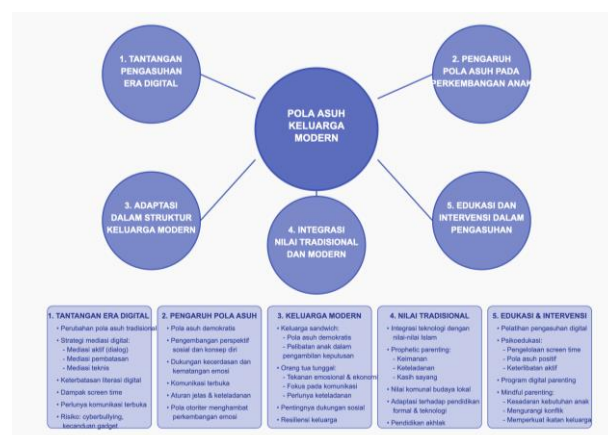 1. TANTANGAN
PENGASUHAN
ERA DIGITAL
2. PENGARUH
POLA ASUH PADA
PERKEMBANGAN ANAK
POLA ASUH
KELUARGA
MODERN
3. ADAPTASI
DALAM STRUKTUR
KELUARGA MODERN
4. INTEGRASI
NILAI TRADISIONAL
DAN MODERN
5. EDUKASI DAN
INTERVENSI DALAM
PENGASUHAN
1. TANTANGAN ERA DIGITAL
• Perubahan pola asuh tradisional
• Strategi mediasi digital:
- Mediasi aktif (dialog)
- Mediasi pembatasan
- Mediasi teknis
• Keterbatasan literasi digital
• Dampak screen time
• Perlunya komunikasi terbuka
• Risiko: cyberbullying,
kecanduan gadget
2. PENGARUH POLA ASUH
• Pola asuh demokratis
• Pengembangan perspektif
sosial dan konsep diri
• Dukungan kecerdasan dan
kematangan emosi
• Komunikasi terbuka
• Aturan jelas & keteladanan
• Pola otoriter menghambat
perkembangan emosi
3. KELUARGA MODERN
• Keluarga sandwich:
- Pola asuh demokratis
- Pelibatan anak dalam
pengambilan keputusan
• Orang tua tunggal:
- Tekanan emosional & ekonomi
- Fokus pada komunikasi
- Perlunya keteladanan
• Pentingnya dukungan sosial
• Resiliensi keluarga
4. NILAI TRADISIONAL
• Integrasi teknologi dengan
nilai-nilai Islam
• Prophetic parenting:
- Keimanan
- Keteladanan
- Kasih sayang
• Nilai komunal budaya lokal
• Adaptasi terhadap pendidikan
formal & teknologi
• Pendidikan akhlak
5. EDUKASI & INTERVENSI
• Pelatihan pengasuhan digital
• Psikoedukasi:
- Pengelolaan screen time
- Pola asuh positif
- Keterlibatan aktif
• Program digital parenting
• Mindful parenting:
- Kesadaran kebutuhan anak
- Mengurangi konflik
- Memperkuat ikatan keluarga